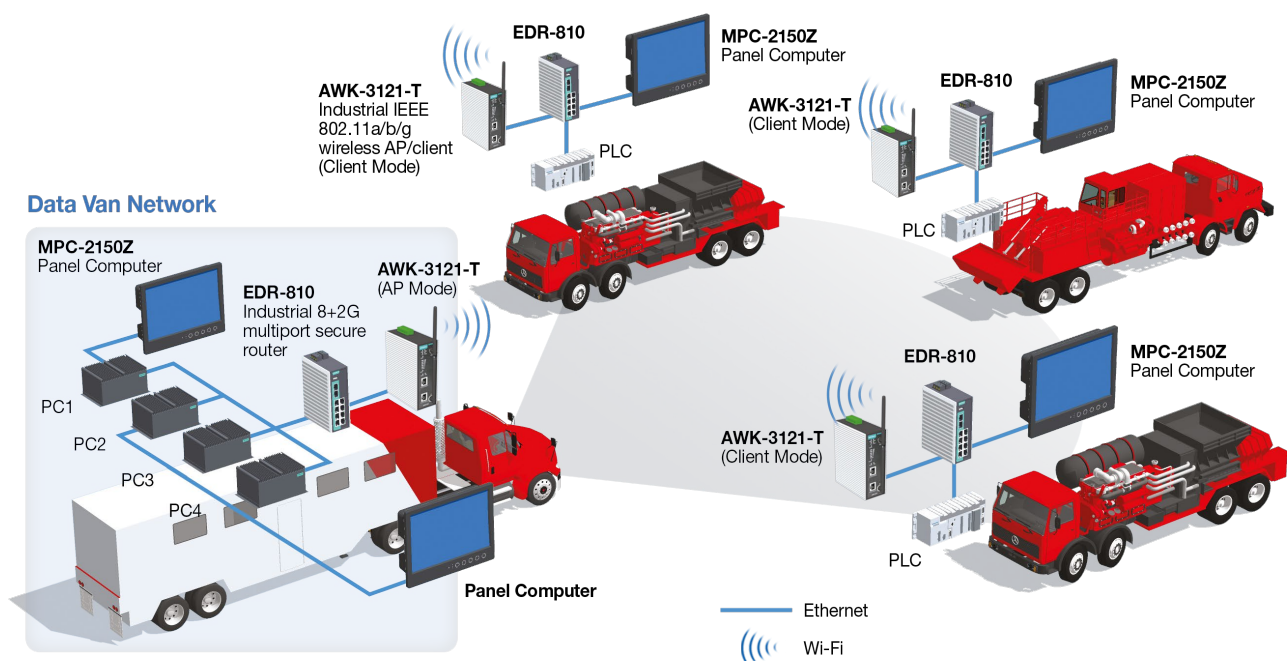 EDR-810
MPC-2150Z
Panel Computer
AWK-3121-T
Industrial IEEE
802.11a/b/g
wireless AP/client
(Client Mode)
PLC
EDR-810
MPC-2150Z
Panel Computer
AWK-3121-T
(Client Mode)
PLC
Data Van Network
MPC-2150Z
Panel Computer
EDR-810
Industrial 8+2G
multiport secure
router
AWK-3121-T
(AP Mode)
PC1
PC2
PC3
PC4
Panel Computer
EDR-810
MPC-2150Z
Panel Computer
AWK-3121-T
(Client Mode)
PLC
Ethernet
Wi-Fi